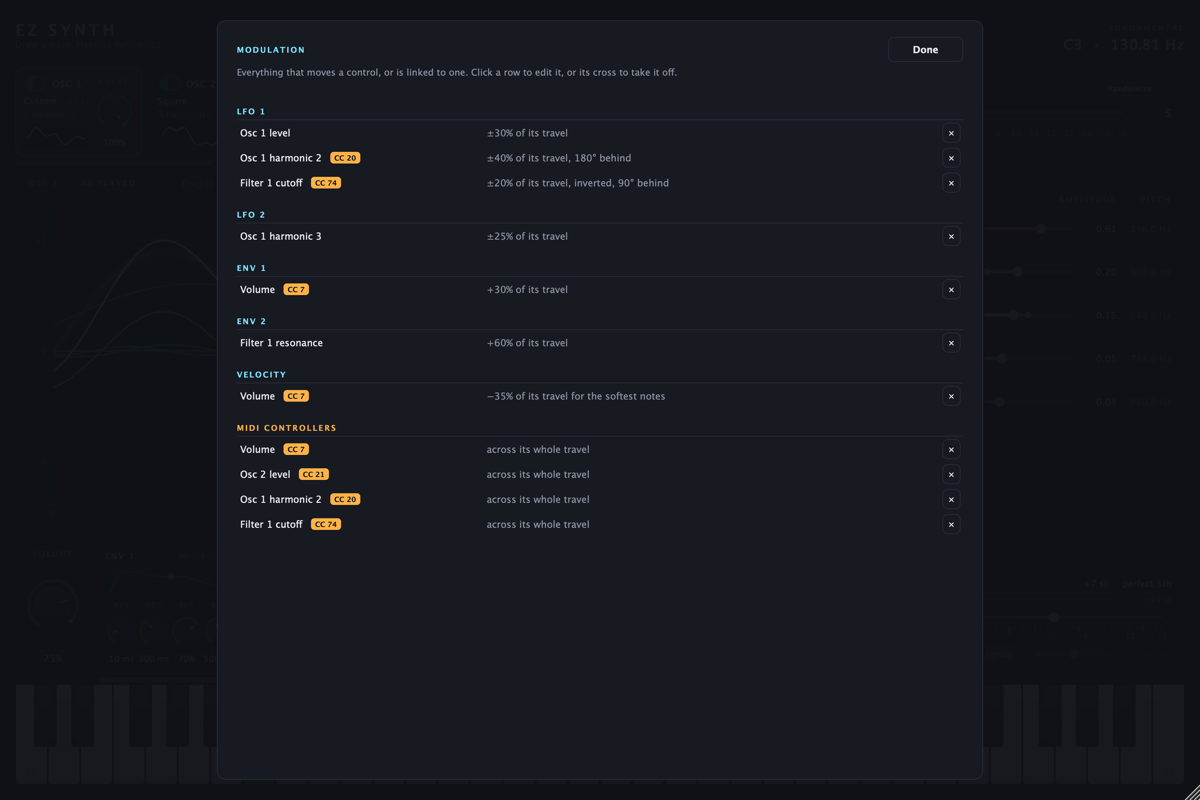 EZ SYNTH
C3 · 130.81 Hz
OSC 1
OSC 2
Square
MODULATION
Done
Everything that moves a control, or is linked to one. Click a row to edit it, or its cross to take it off.
LFO 1
Osc 1 level ±30% of its travel ×
Osc 1 harmonic 2 CC 20 ±40% of its travel, 180° behind ×
Filter 1 cutoff CC 74 ±20% of its travel, inverted, 90° behind ×
LFO 2
Osc 1 harmonic 3 ±25% of its travel ×
ENV 1
Volume CC 7 +30% of its travel ×
ENV 2
Filter 1 resonance +60% of its travel ×
VELOCITY
Volume CC 7 −35% of its travel for the softest notes ×
MIDI CONTROLLERS
Volume CC 7 across its whole travel ×
Osc 2 level CC 21 across its whole travel ×
Osc 1 harmonic 2 CC 20 across its whole travel ×
Filter 1 cutoff CC 74 across its whole travel ×
VOLUME
75%